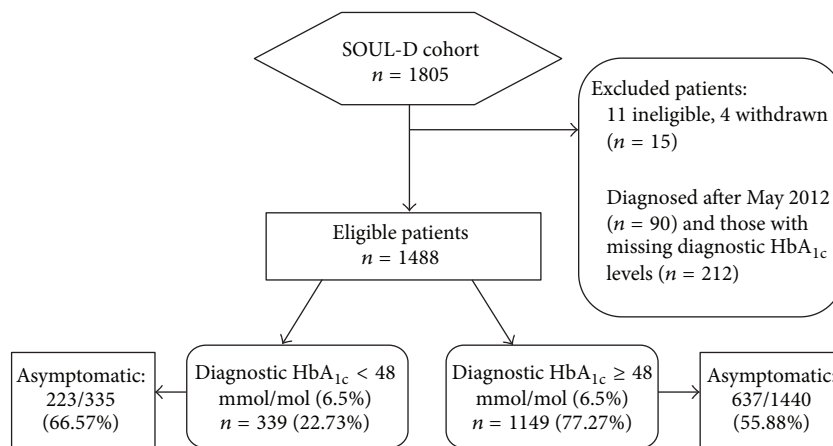 SOUL-D cohort
n = 1805
Excluded patients:
11 ineligible, 4 withdrawn
(n = 15)
Diagnosed after May 2012
(n = 90) and those with
missing diagnostic HbA1c
levels (n = 212)
Eligible patients
n = 1488
Asymptomatic:
223/335
(66.57%)
Diagnostic HbA1c < 48
mmol/mol (6.5%)
n = 339 (22.73%)
Diagnostic HbA1c ≥ 48
mmol/mol (6.5%)
n = 1149 (77.27%)
Asymptomatic:
637/1440
(55.88%)